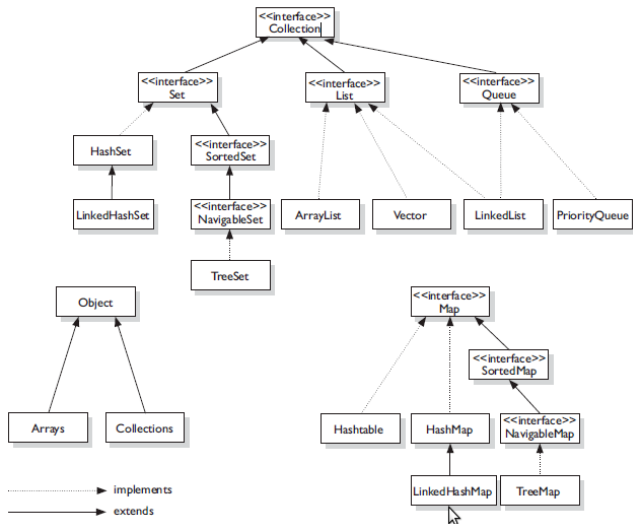 <<interface>>
Collection
<<interface>>
Set
<<interface>>
List
<<interface>>
Queue
HashSet
<<interface>>
SortedSet
LinkedHashSet
<<interface>>
NavigableSet
ArrayList
Vector
LinkedList
PriorityQueue
TreeSet
Object
<<interface>>
Map
<<interface>>
SortedMap
Arrays
Collections
Hashtable
HashMap
<<interface>>
NavigableMap
LinkedHashMap
TreeMap
implements
extends